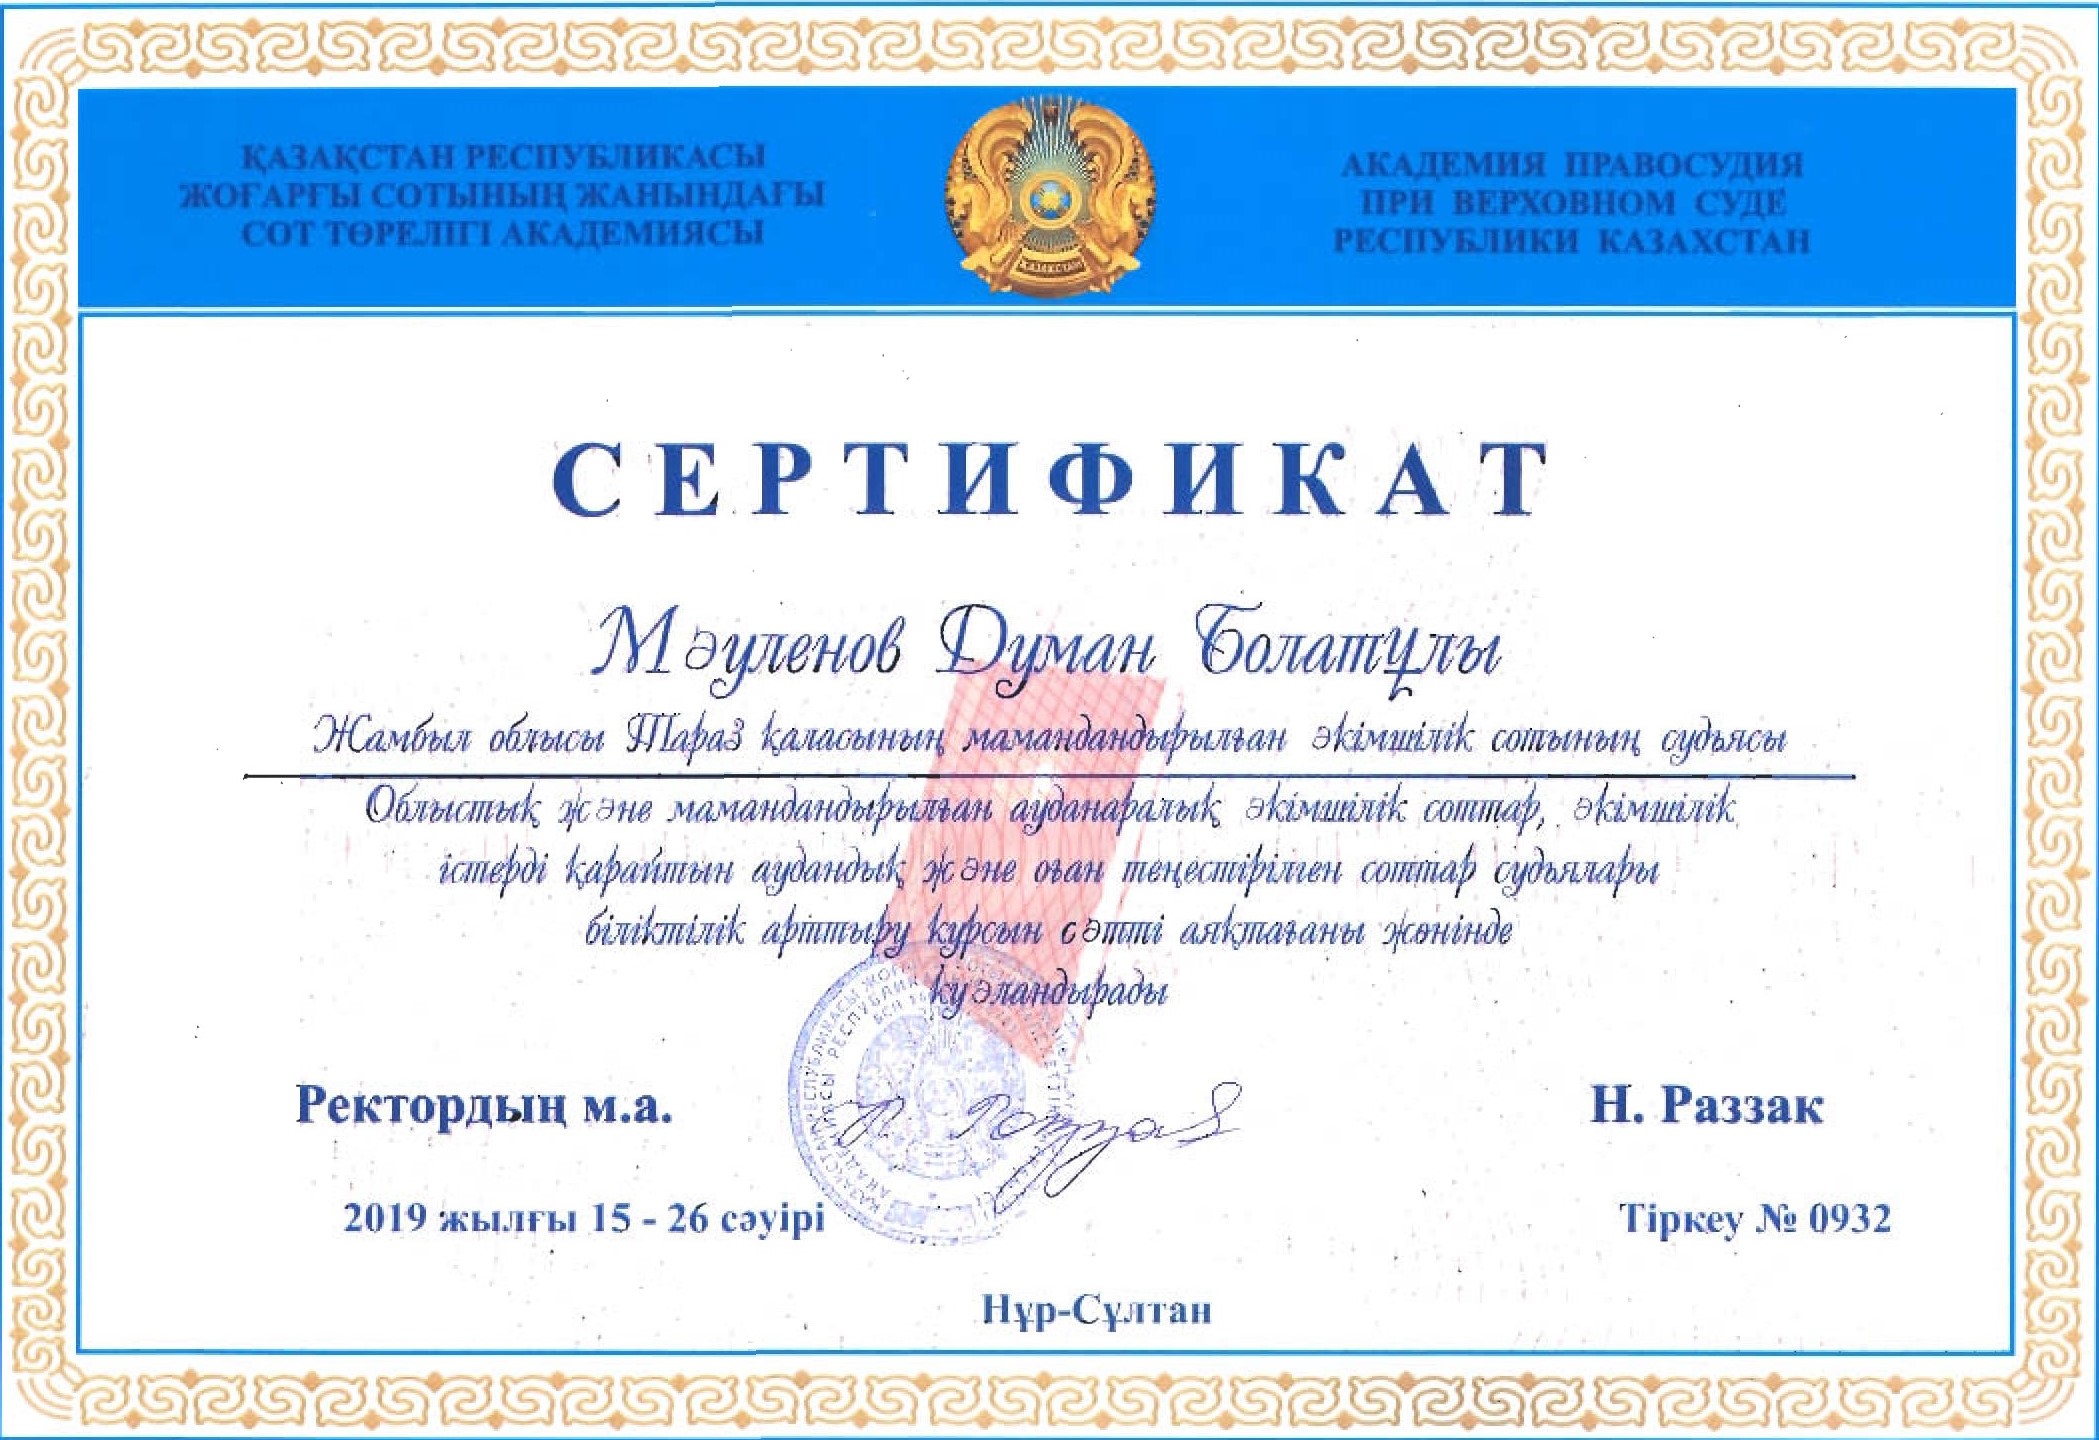 ҚАЗАҚСТАН РЕСПУБЛИКАСЫ
ЖОҒАРҒЫ СОТЫНЫҢ ЖАНЫНДАҒЫ
СОТ ТӨРЕЛІГІ АКАДЕМИЯСЫ
АКАДЕМИЯ ПРАВОСУДИЯ
ПРИ ВЕРХОВНОМ СУДЕ
РЕСПУБЛИКИ КАЗАХСТАН
СЕРТИФИКАТ
Мәуленов Думан Болатұлы
Жамбыл облысы Тараз қаласының мамандандырылған әкімшілік сотының судьясы
Облыстық және мамандандырылған ауданаралық әкімшілік соттар, әкімшілік
істерді қарайтын аудандық және оған теңестірілген соттар судьялары
біліктілік арттыру курсын сәтті аяқтағаны жөнінде
куәландырады
Ректордың м.а.
Н. Раззак
2019 жылғы 15 - 26 сәуірі
Тіркеу № 0932
Нұр-Сұлтан